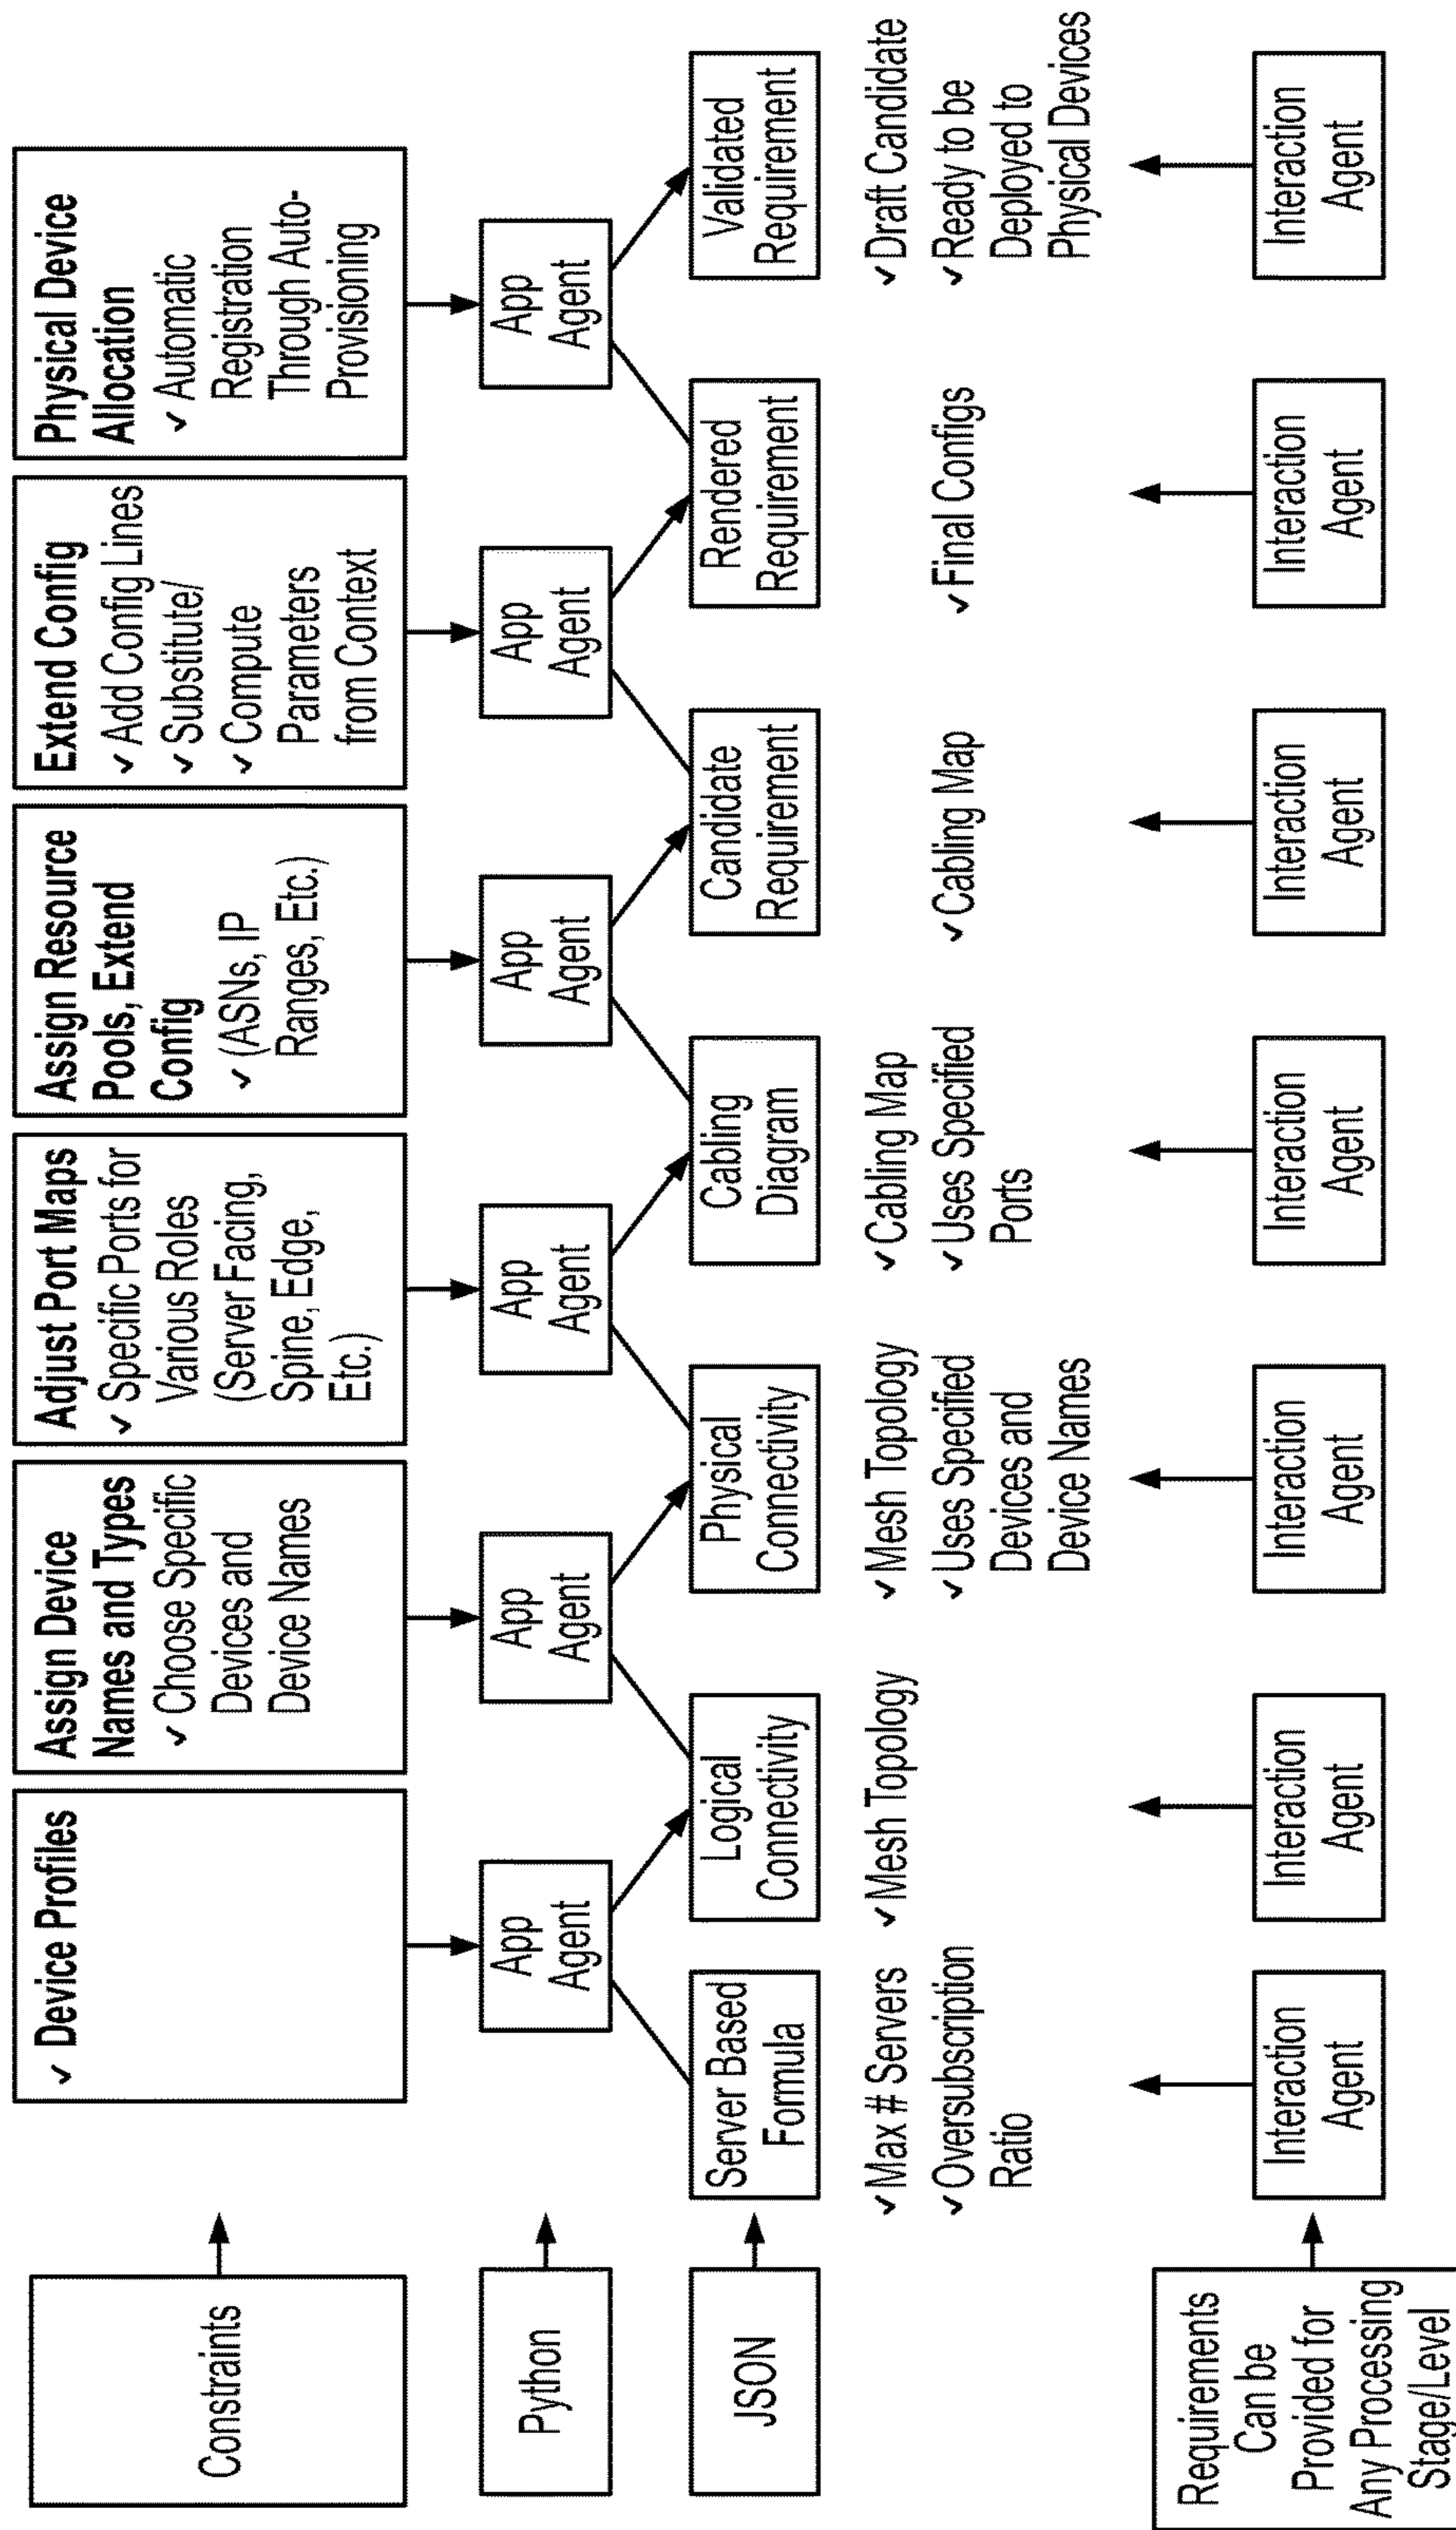 Constraints
✓ Device Profiles
Assign Device
Names and Types
✓ Choose Specific
Devices and
Device Names
Adjust Port Maps
✓ Specific Ports for
Various Roles
(Server Facing,
Spine, Edge,
Etc.)
Assign Resource
Pools, Extend
Config
✓ (ASNs, IP
Ranges, Etc.)
Extend Config
✓ Add Config Lines
✓ Substitute/
✓ Compute
Parameters
from Context
Physical Device
Allocation
✓ Automatic
Registration
Through Auto-
Provisioning
Python
App
Agent
App
Agent
App
Agent
App
Agent
App
Agent
App
Agent
JSON
Server Based
Formula
Logical
Connectivity
Physical
Connectivity
Cabling
Diagram
Candidate
Requirement
Rendered
Requirement
Validated
Requirement
✓ Max # Servers
✓ Oversubscription
Ratio
✓ Mesh Topology
✓ Mesh Topology
✓ Uses Specified
Devices and
Device Names
✓ Cabling Map
✓ Uses Specified
Ports
✓ Cabling Map
✓ Final Configs
✓ Draft Candidate
✓ Ready to be
Deployed to
Physical Devices
Requirements
Can be
Provided for
Any Processing
Stage/Level
Interaction
Agent
Interaction
Agent
Interaction
Agent
Interaction
Agent
Interaction
Agent
Interaction
Agent
Interaction
Agent